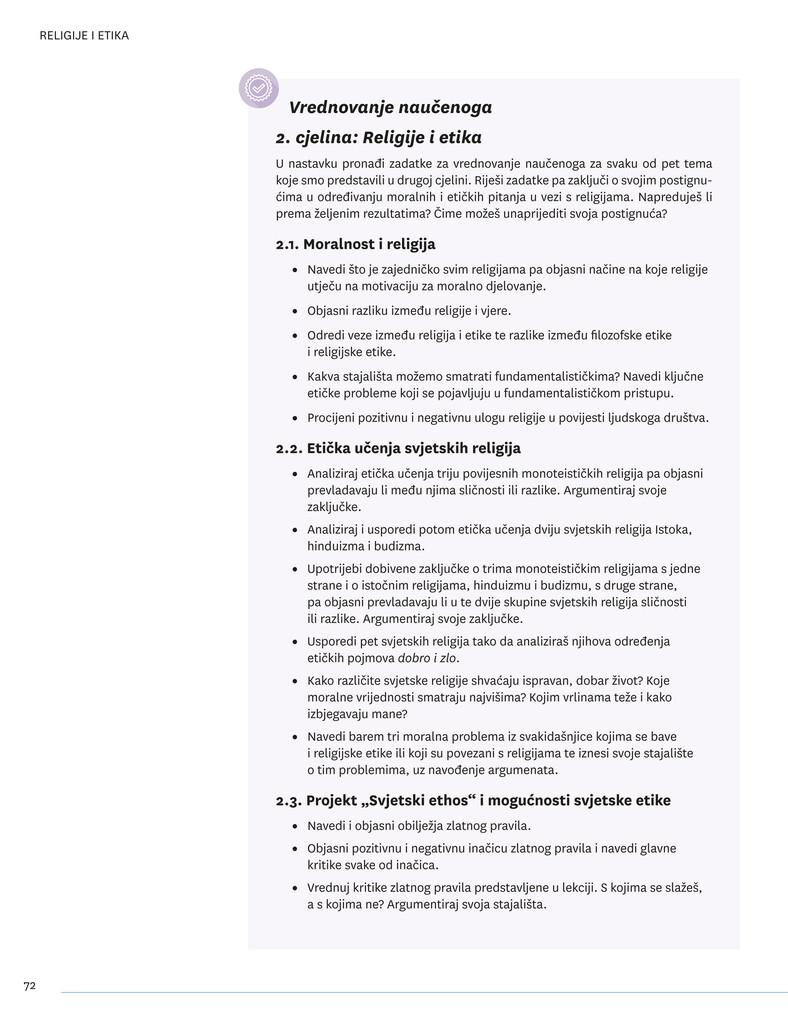 RELIGIJE I ETIKA
Vrednovanje naučenoga
2. cjelina: Religije i etika
U nastavku pronađi zadatke za vrednovanje naučenoga za svaku od pet tema
koje smo predstavili u drugoj cjelini. Riješi zadatke pa zaključi o svojim postignu-
ćima u određivanju moralnih i etičkih pitanja u vezi s religijama. Napreduješ li
prema željenim rezultatima? Čime možeš unaprijediti svoja postignuća?
2.1. Moralnost i religija
• Navedi što je zajedničko svim religijama pa objasni načine na koje religije
utječu na motivaciju za moralno djelovanje.
• Objasni razliku između religije i vjere.
• Odredi veze između religija i etike te razlike između filozofske etike
i religijske etike.
• Kakva stajališta možemo smatrati fundamentalističkima? Navedi ključne
etičke probleme koji se pojavljuju u fundamentalističkom pristupu.
• Procijeni pozitivnu i negativnu ulogu religije u povijesti ljudskoga društva.
2.2. Etička učenja svjetskih religija
• Analiziraj etička učenja triju povijesnih monoteističkih religija pa objasni
prevladavaju li među njima sličnosti ili razlike. Argumentiraj svoje
zaključke.
• Analiziraj i usporedi potom etička učenja dviju svjetskih religija Istoka,
hinduizma i budizma.
• Upotrijebi dobivene zaključke o trima monoteističkim religijama s jedne
strane i o istočnim religijama, hinduizmu i budizmu, s druge strane,
pa objasni prevladavaju li u te dvije skupine svjetskih religija sličnosti
ili razlike. Argumentiraj svoje zaključke.
• Usporedi pet svjetskih religija tako da analiziraš njihova određenja
etičkih pojmova dobro i zlo.
• Kako različite svjetske religije shvaćaju ispravan, dobar život? Koje
moralne vrijednosti smatraju najvišima? Kojim vrlinama teže i kako
izbjegavaju mane?
• Navedi barem tri moralna problema iz svakidašnjice kojima se bave
i religijske etike ili koji su povezani s religijama te iznesi svoje stajalište
o tim problemima, uz navođenje argumenata.
2.3. Projekt „Svjetski ethos“ i mogućnosti svjetske etike
• Navedi i objasni obilježja zlatnog pravila.
• Objasni pozitivnu i negativnu inačicu zlatnog pravila i navedi glavne
kritike svake od inačica.
• Vrednuj kritike zlatnog pravila predstavljene u lekciji. S kojima se slažeš,
a s kojima ne? Argumentiraj svoja stajališta.
72